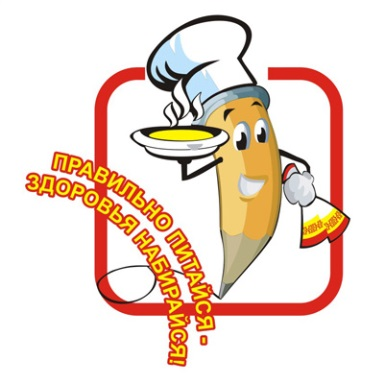 ПРАВИЛЬНО ПИТАЙСЯ -
ЗДОРОВЬЯ НАБИРАЙСЯ!